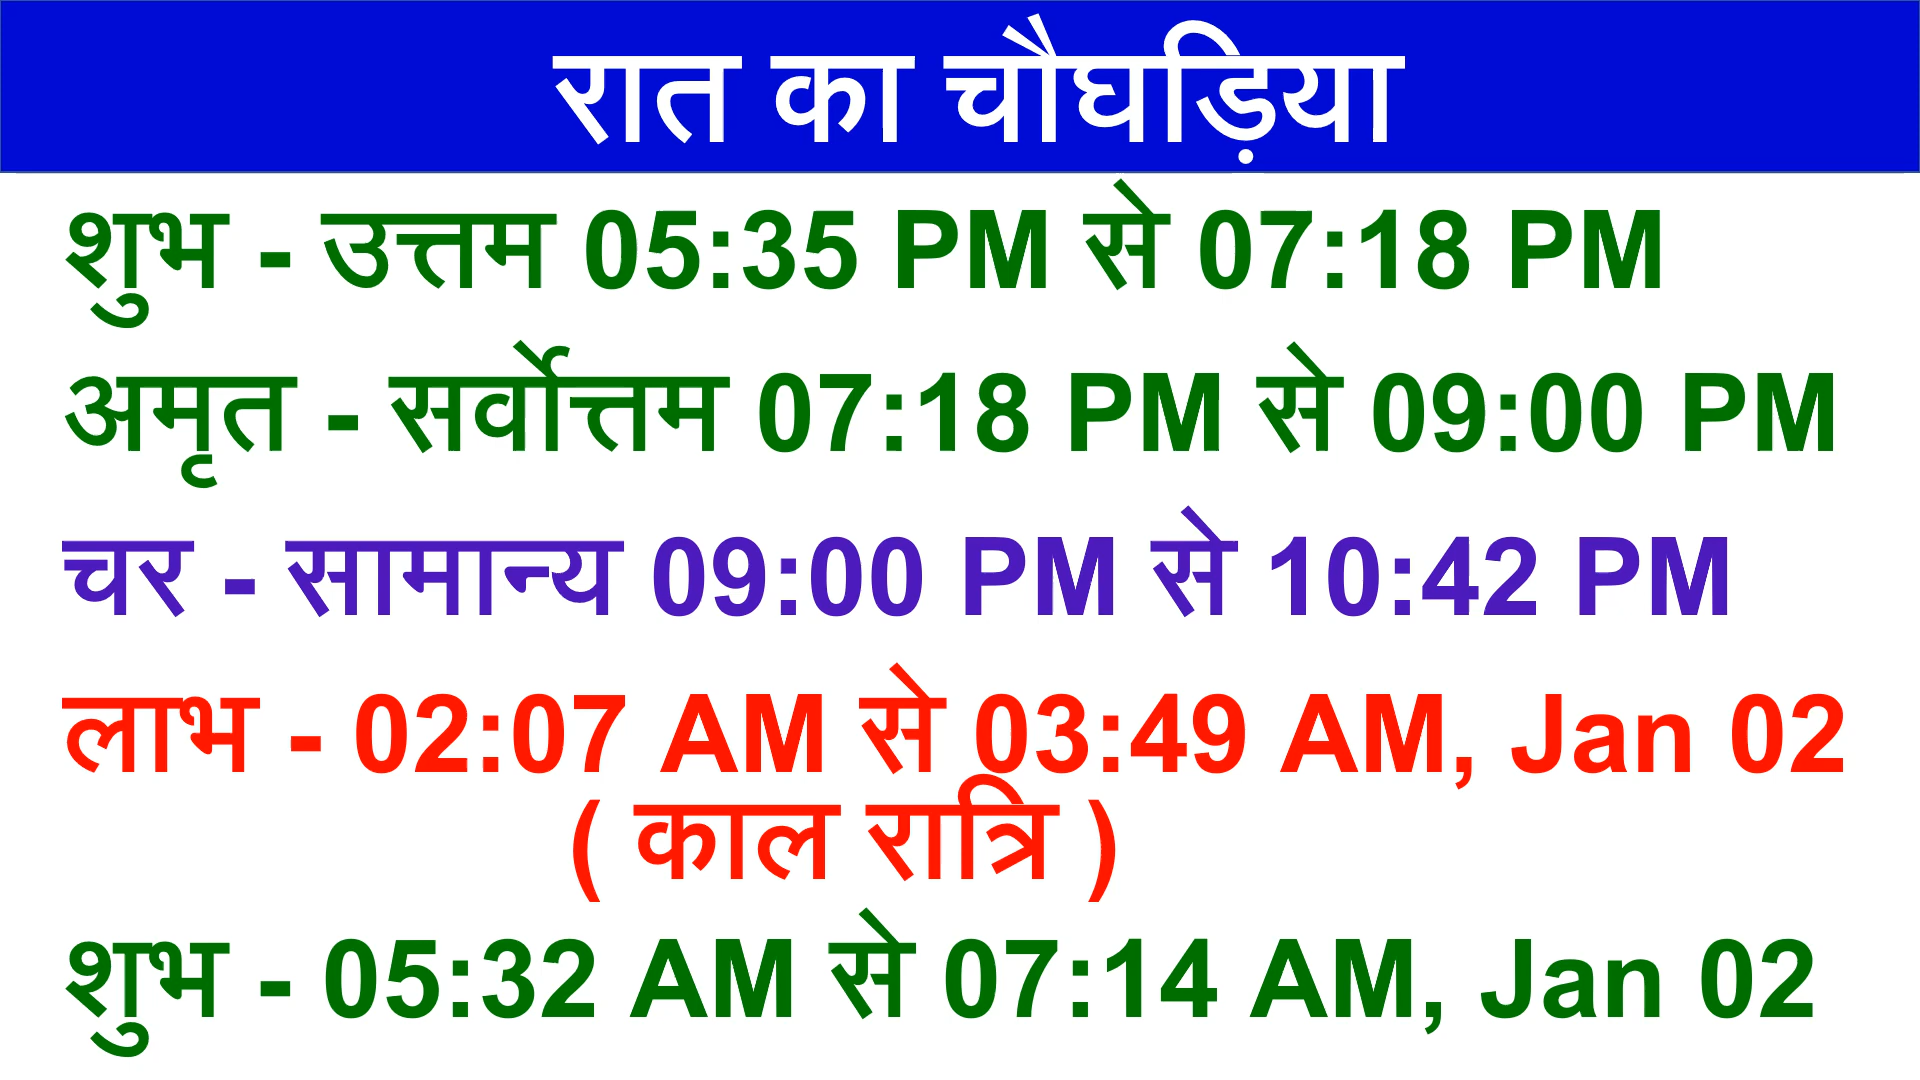 रात का चौघड़िया
शुभ - उत्तम 05:35 PM से 07:18 PM
अमृत - सर्वोत्तम 07:18 PM से 09:00 PM
चर - सामान्य 09:00 PM से 10:42 PM
लाभ - 02:07 AM से 03:49 AM, Jan 02
( काल रात्रि )
शुभ - 05:32 AM से 07:14 AM, Jan 02